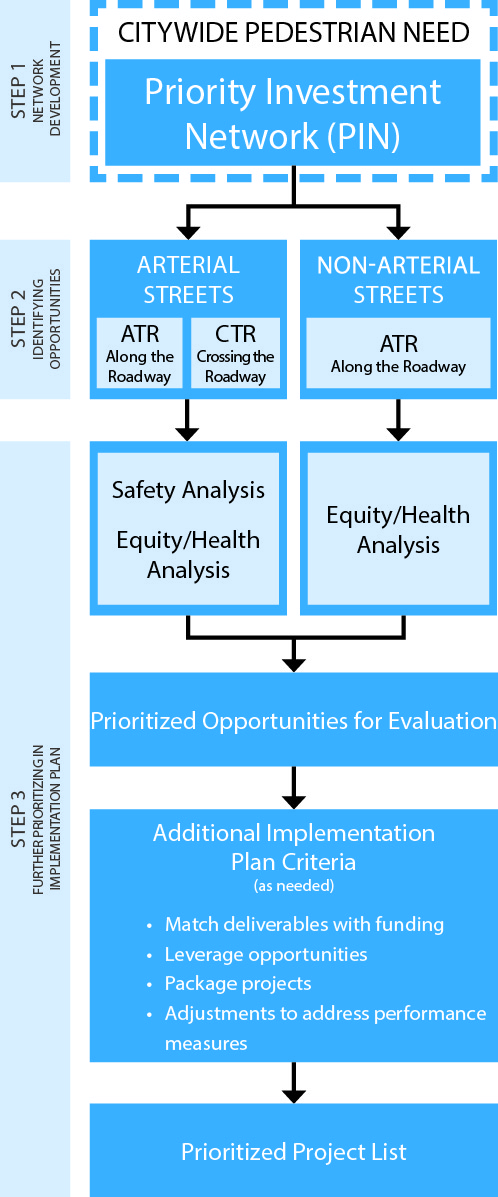 STEP 1
NETWORK
DEVELOPMENT
CITYWIDE PEDESTRIAN NEED
Priority Investment
Network (PIN)
STEP 2
IDENTIFYING
OPPORTUNITIES
ARTERIAL
STREETS
ATR
Along the
Roadway
CTR
Crossing the
Roadway
NON-ARTERIAL
STREETS
ATR
Along the Roadway
STEP 3
FURTHER PRIORITIZING IN
IMPLEMENTATION PLAN
Safety Analysis
Equity/Health
Analysis
Equity/Health
Analysis
Prioritized Opportunities for Evaluation
Additional Implementation
Plan Criteria
(as needed)
• Match deliverables with funding
• Leverage opportunities
• Package projects
• Adjustments to address performance
measures
Prioritized Project List